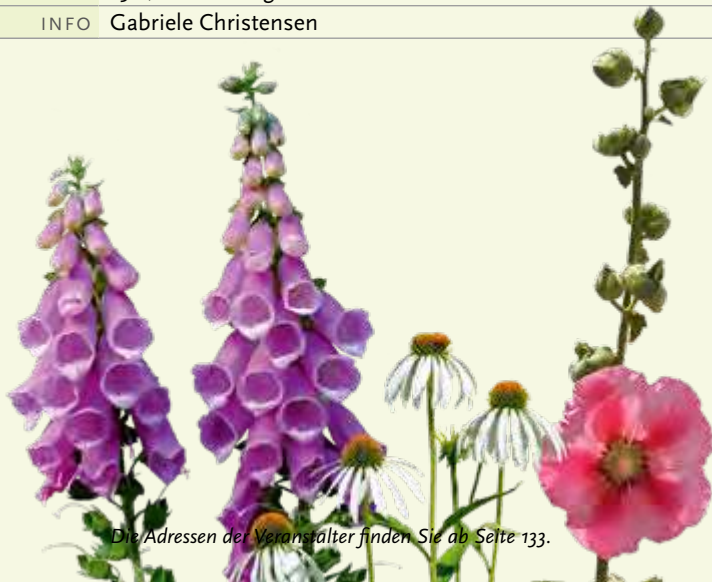 INFO Gabriele Christensen
Die Adressen der Veranstalter finden Sie ab Seite 133.